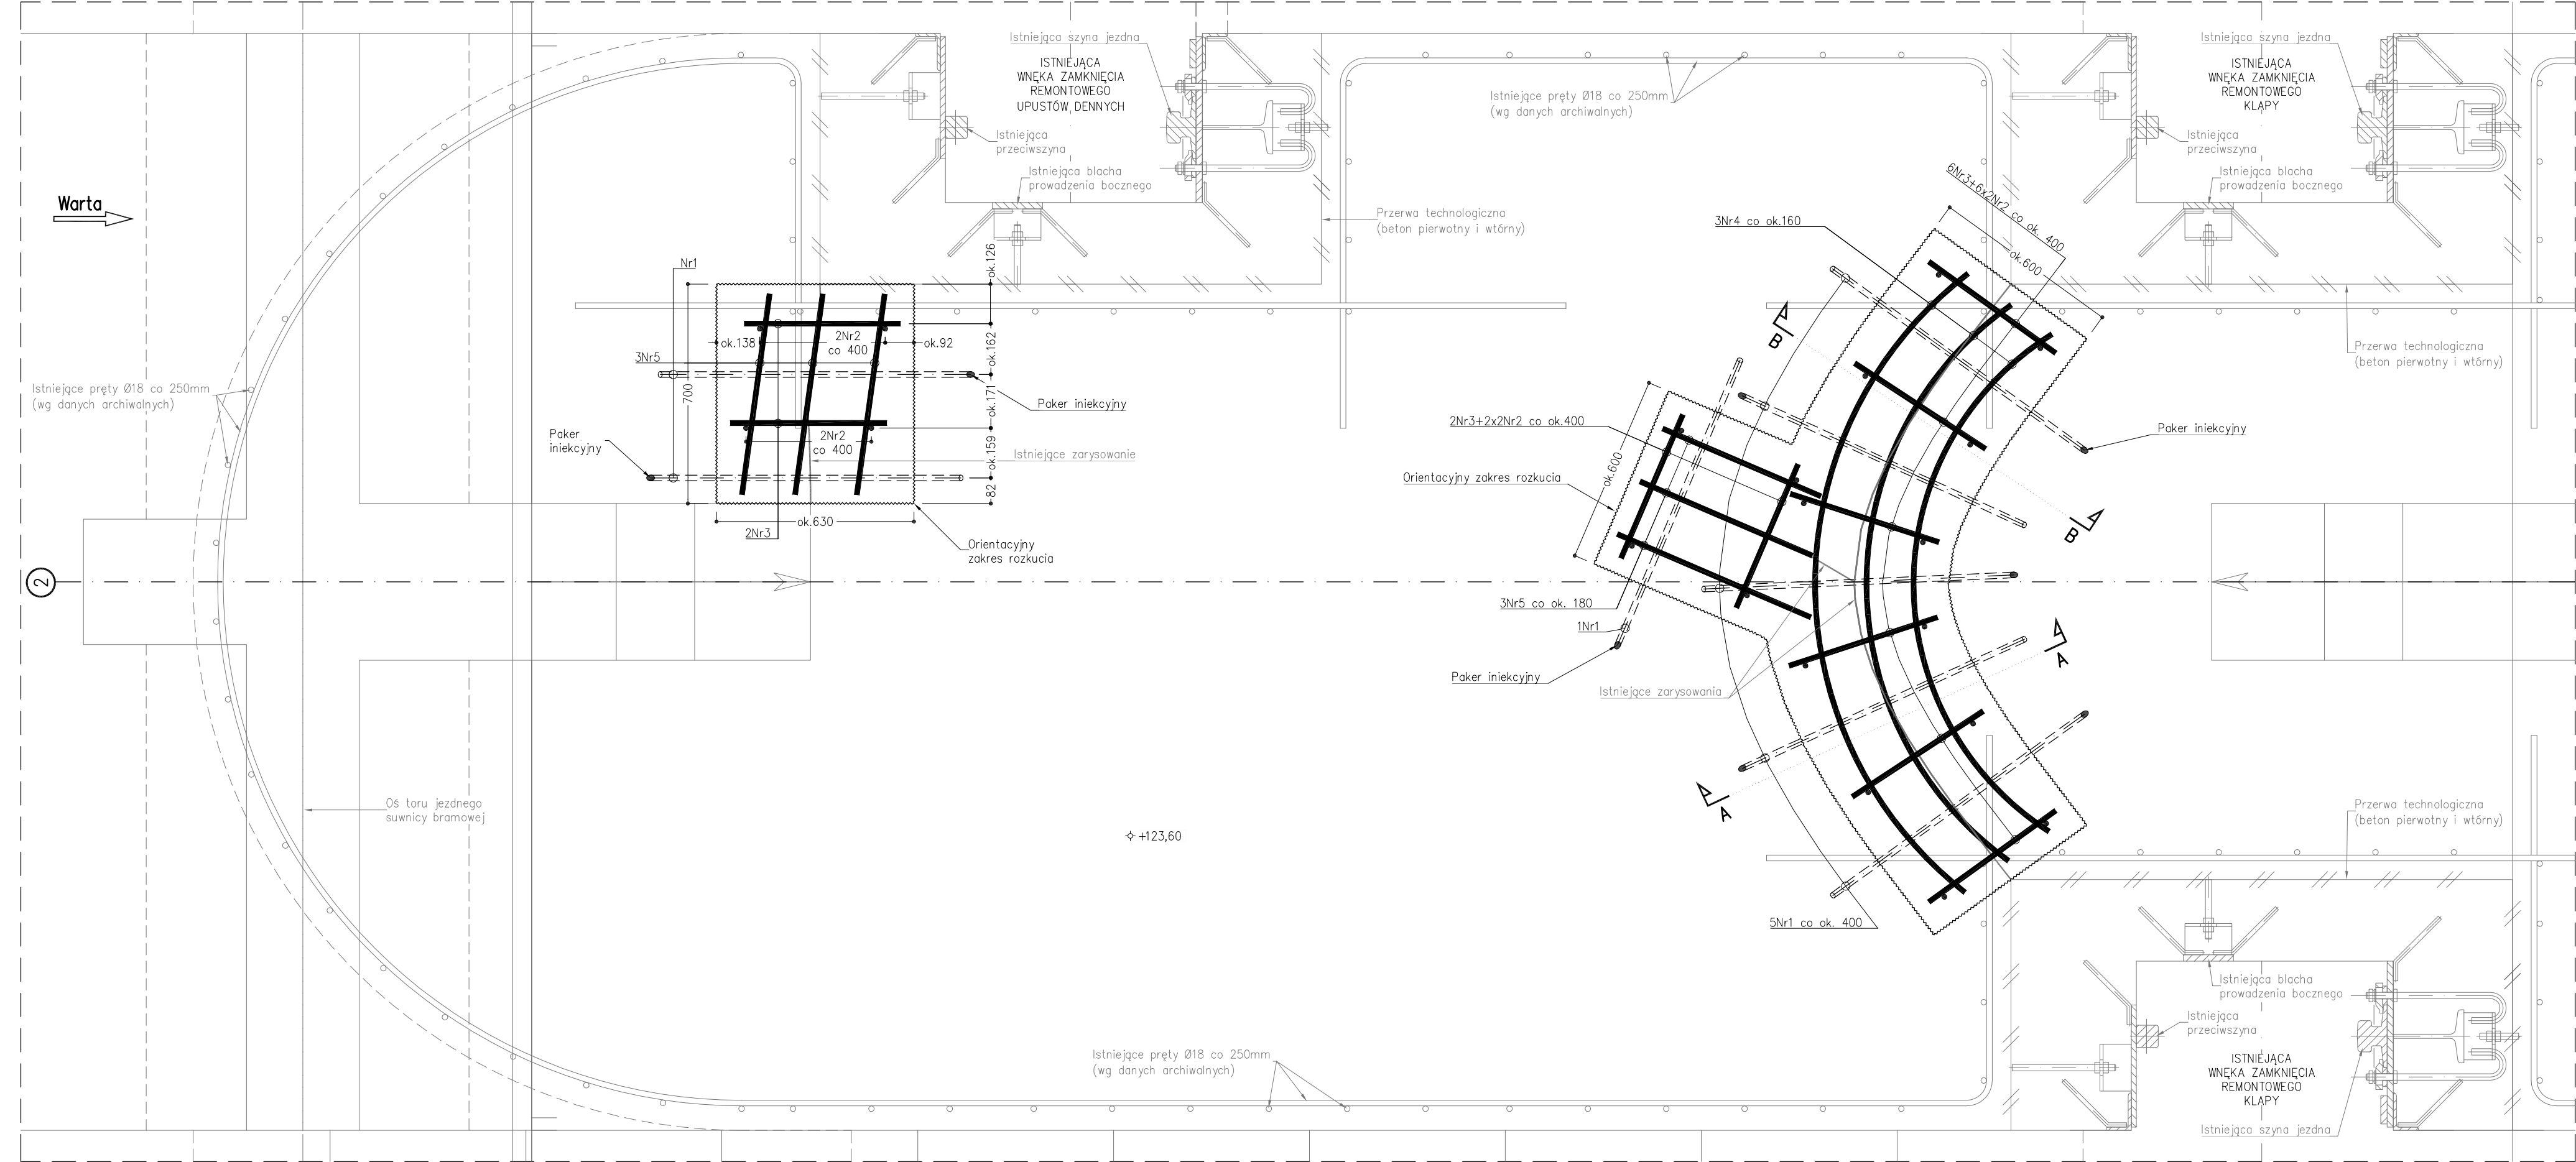 Istniejąca szyna jezdna
ISTNIEJĄCA
WNĘKA ZAMKNIĘCIA
REMONTOWEGO
UPUSTÓW DENNYCH
Istniejąca
przeciwszyna
Istniejąca blacha
prowadzenia bocznego
Istniejące pręty Ø18 co 250mm
(wg danych archiwalnych)
Istniejąca szyna jezdna
ISTNIEJĄCA
WNĘKA ZAMKNIĘCIA
REMONTOWEGO
KLAPY
Istniejąca
przeciwszyna
Istniejąca blacha
prowadzenia bocznego
Warta
Przerwa technologiczna
(beton pierwotny i wtórny)
6Nr3+6x2Nr2 co ok. 400
ok.600
3Nr4 co ok.160
Nr1
ok.126
ok.162
ok.171
ok.159
82
700
ok.138
2Nr2
co 400
ok.92
3Nr5
2Nr2
co 400
ok.630
2Nr3
Istniejące pręty Ø18 co 250mm
(wg danych archiwalnych)
Paker iniekcyjny
Paker
iniekcyjny
Istniejące zarysowanie
Orientacyjny
zakres rozkucia
B
B
Przerwa technologiczna
(beton pierwotny i wtórny)
2Nr3+2x2Nr2 co ok.400
Paker iniekcyjny
Orientacyjny zakres rozkucia
ok.600
2
3Nr5 co ok. 180
1Nr1
Paker iniekcyjny
Istniejące zarysowania
A
A
Oś toru jezdnego
suwnicy bramowej
+123,60
Przerwa technologiczna
(beton pierwotny i wtórny)
5Nr1 co ok. 400
Istniejące pręty Ø18 co 250mm
(wg danych archiwalnych)
Istniejąca blacha
prowadzenia bocznego
Istniejąca
przeciwszyna
ISTNIEJĄCA
WNĘKA ZAMKNIĘCIA
REMONTOWEGO
KLAPY
Istniejąca szyna jezdna